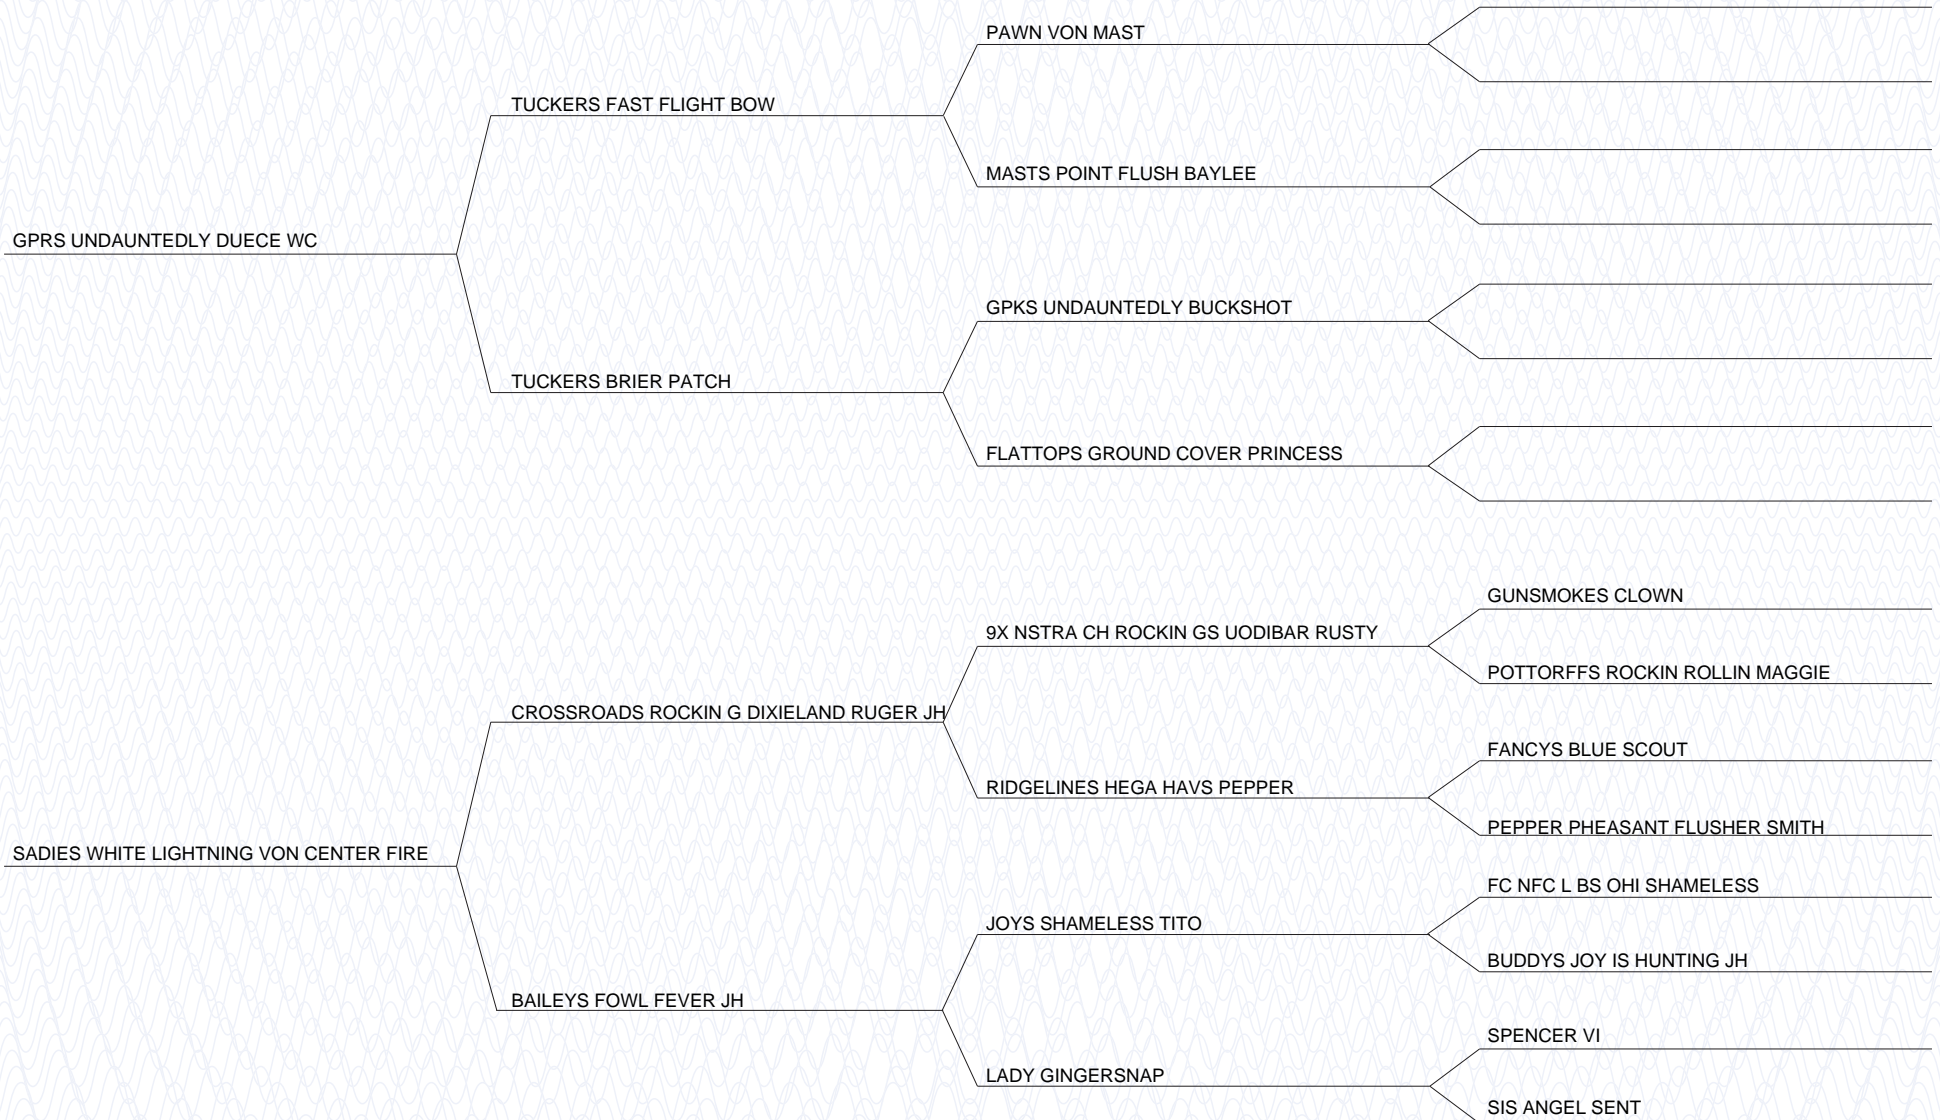 PAWN VON MAST
TUCKERS FAST FLIGHT BOW
MASTS POINT FLUSH BAYLEE
GPRS UNDAUNTEDLY DUECE WC
GPKS UNDAUNTEDLY BUCKSHOT
TUCKERS BRIER PATCH
FLATTOPS GROUND COVER PRINCESS
GUNSMOKES CLOWN
9X NSTRA CH ROCKIN GS UODIBAR RUSTY
POTTORFFS ROCKIN ROLLIN MAGGIE
CROSSROADS ROCKIN G DIXIELAND RUGER JH
FANCYS BLUE SCOUT
RIDGELINES HEGA HAVS PEPPER
PEPPER PHEASANT FLUSHER SMITH
SADIES WHITE LIGHTNING VON CENTER FIRE
FC NFC L BS OHI SHAMELESS
JOYS SHAMELESS TITO
BUDDYS JOY IS HUNTING JH
BAILEYS FOWL FEVER JH
SPENCER VI
LADY GINGERSNAP
SIS ANGEL SENT